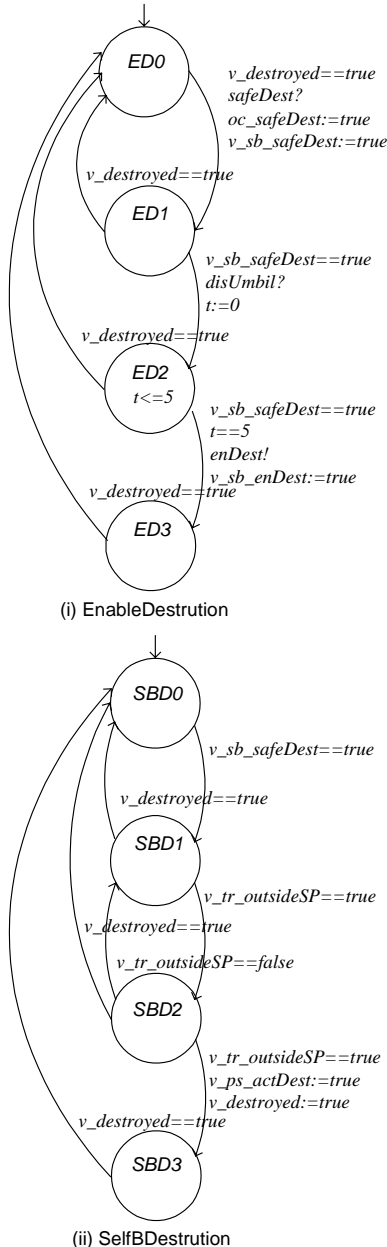 ED0
v_destroyed==true
safeDest?
oc_safeDest:=true
v_sb_safeDest:=true
v_destroyed==true
ED1
v_sb_safeDest==true
disUmbil?
t:=0
v_destroyed==true
ED2
t<=5
v_sb_safeDest==true
t==5
enDest!
v_sb_enDest:=true
v_destroyed==true
ED3
(i) EnableDestrution
SBD0
v_sb_safeDest==true
v_destroyed==true
SBD1
v_tr_outsideSP==true
v_destroyed==true
v_tr_outsideSP==false
SBD2
v_tr_outsideSP==true
v_ps_actDest:=true
v_destroyed:=true
v_destroyed==true
SBD3
(ii) SelfBDestrution